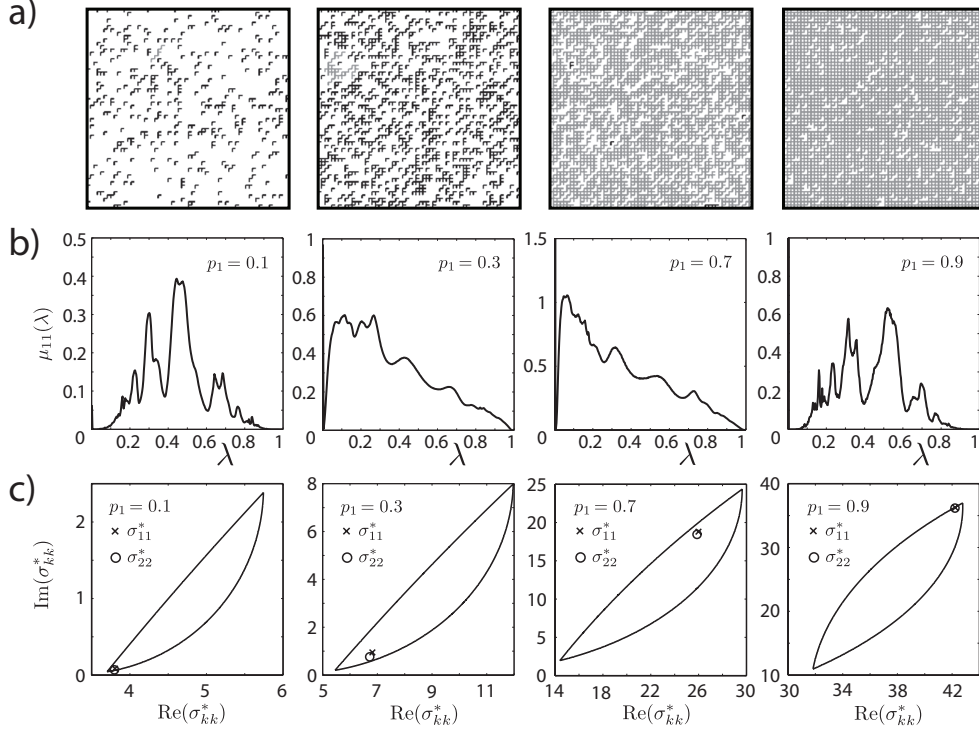 a)
b)
0.5
0.4
0.3
0.2
0.1
0
μ₁₁(λ)
p₁ = 0.1
0.2 0.4 0.6 0.8 1
λ
1
0.8
0.6
0.4
0.2
0
p₁ = 0.3
0.2 0.4 0.6 0.8 1
λ
1.5
1
0.5
0
p₁ = 0.7
0.2 0.4 0.6 0.8 1
λ
1
0.8
0.6
0.4
0.2
0
p₁ = 0.9
0.2 0.4 0.6 0.8 1
λ
c)
2
1
0
Im(σ*ₖₖ)
p₁ = 0.1
× σ*₁₁
○ σ*₂₂
4 5 6
Re(σ*ₖₖ)
8
6
4
2
0
p₁ = 0.3
× σ*₁₁
○ σ*₂₂
5 7 9 11
Re(σ*ₖₖ)
25
20
15
10
5
0
p₁ = 0.7
× σ*₁₁
○ σ*₂₂
14 18 22 26 30
Re(σ*ₖₖ)
40
30
20
10
p₁ = 0.9
× σ*₁₁
○ σ*₂₂
30 34 38 42
Re(σ*ₖₖ)